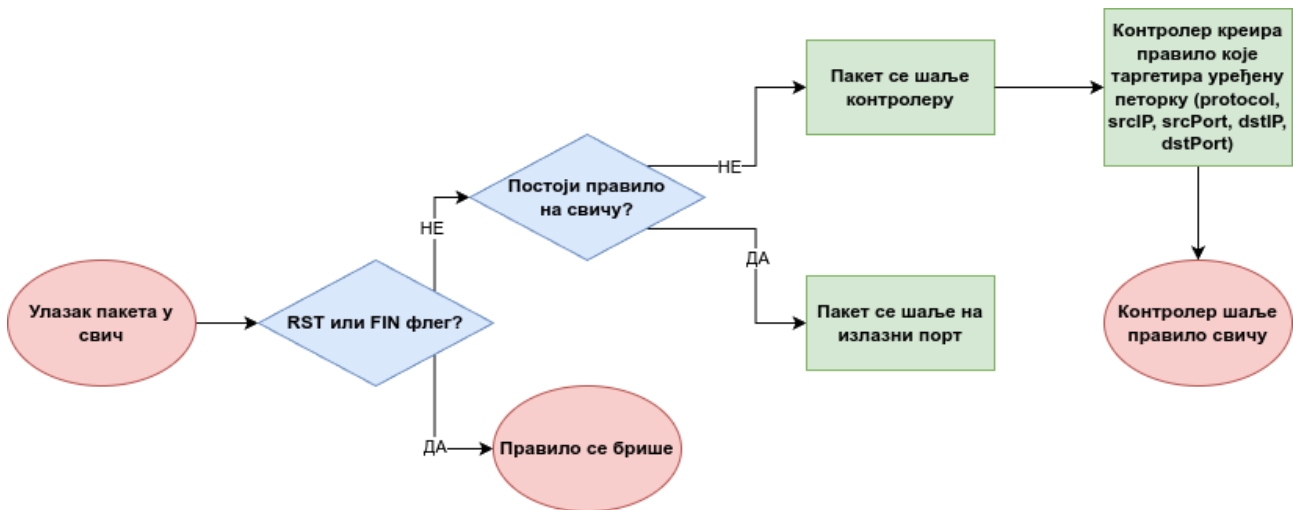 Улазак пакета у
свич
RST или FIN флег?
НЕ
ДА
Правило се брише
Постоји правило
на свичу?
НЕ
ДА
Пакет се шаље
контролеру
Пакет се шаље на
излазни порт
Контролер креира
правило које
таргетира уређену
петорку (protocol,
srcIP, srcPort, dstIP,
dstPort)
Контролер шаље
правило свичу